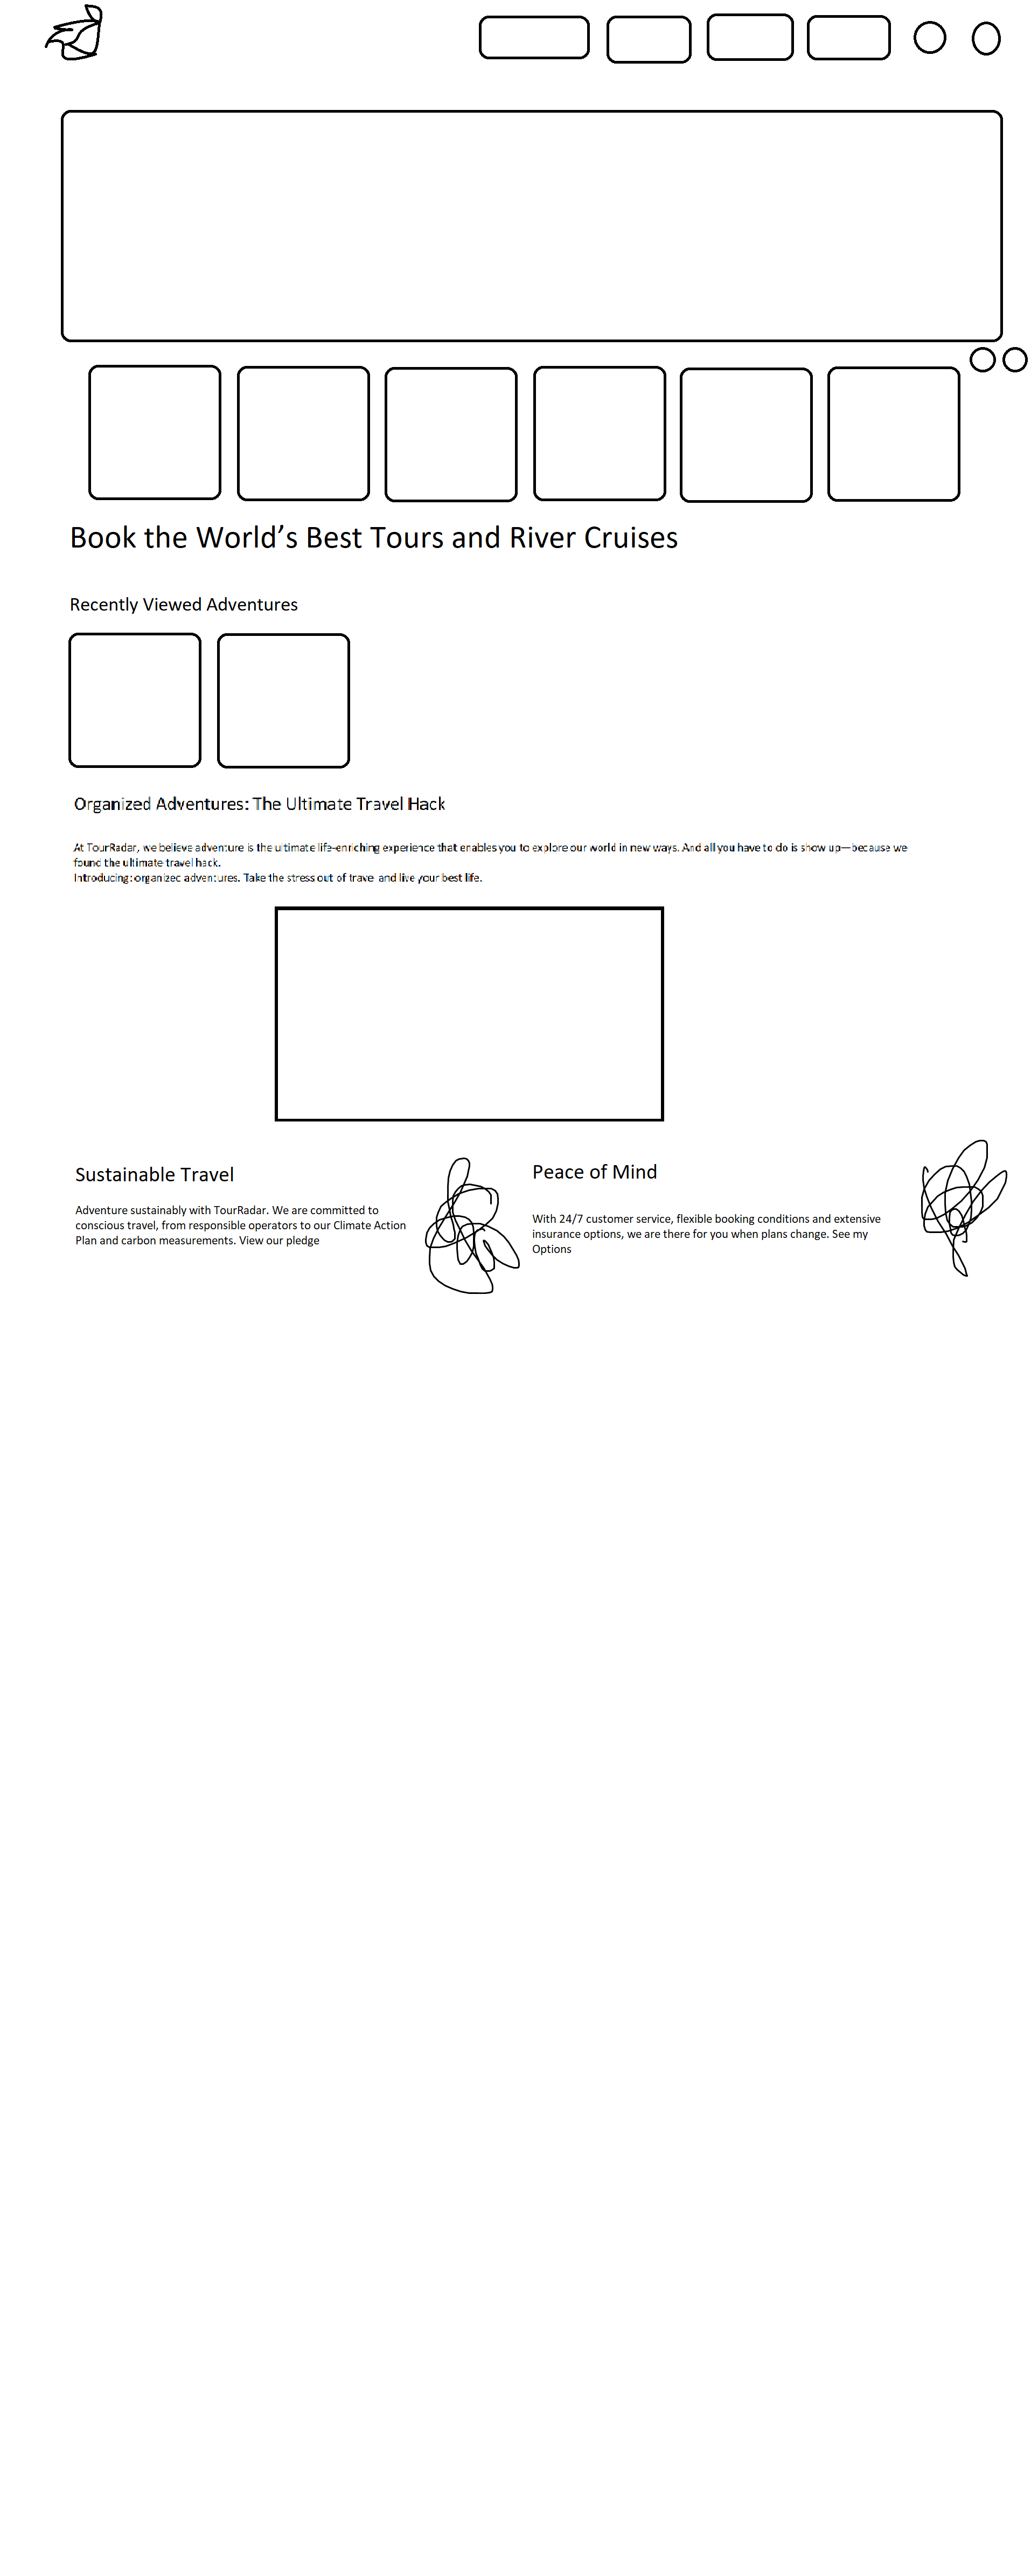 Book the World's Best Tours and River Cruises
Recently Viewed Adventures
Organized Adventures: The Ultimate Travel Hack
At TourRadar, we believe adventure is the ultimate life-enriching experience that enables you to explore our world in new ways. And all you have to do is show up—because we
found the ultimate travel hack.
Introducing: organized adventures. Take the stress out of travel and live your best life.
Sustainable Travel
Adventure sustainably with TourRadar. We are committed to
conscious travel, from responsible operators to our Climate Action
Plan and carbon measurements. View our pledge
Peace of Mind
With 24/7 customer service, flexible booking conditions and extensive
insurance options, we are there for you when plans change. See my
Options